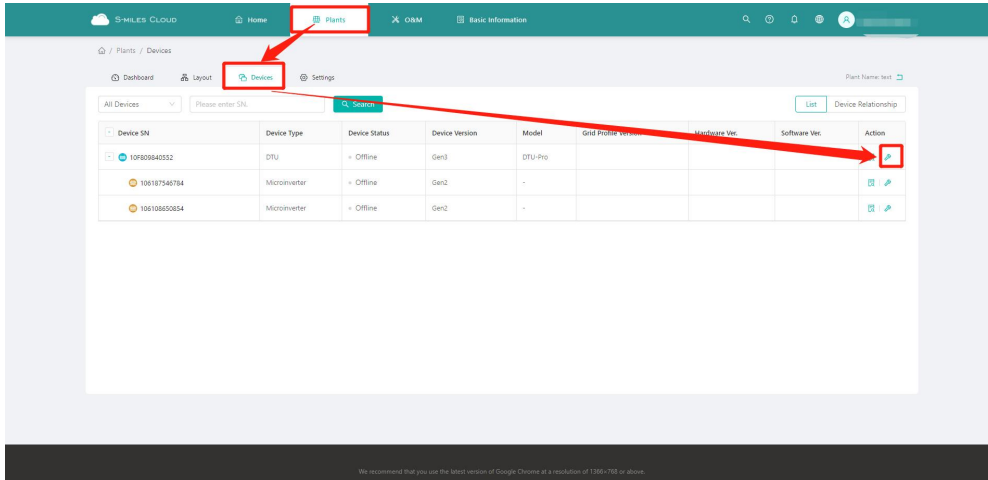 S-MILES CLOUD Home Plants O&M Basic Information
/ Plants / Devices
Dashboard Layout Devices Settings Plant Name: test
All Devices Please enter SN. Search List Device Relationship
Device SN Device Type Device Status Device Version Model Grid Profile Version Hardware Ver. Software Ver. Action
10F809840552 DTU Offline Gen3 DTU-Pro
106187546784 Microinverter Offline Gen2 -
106108650854 Microinverter Offline Gen2 -
We recommend that you use the latest version of Google Chrome at a resolution of 1366×768 or above.